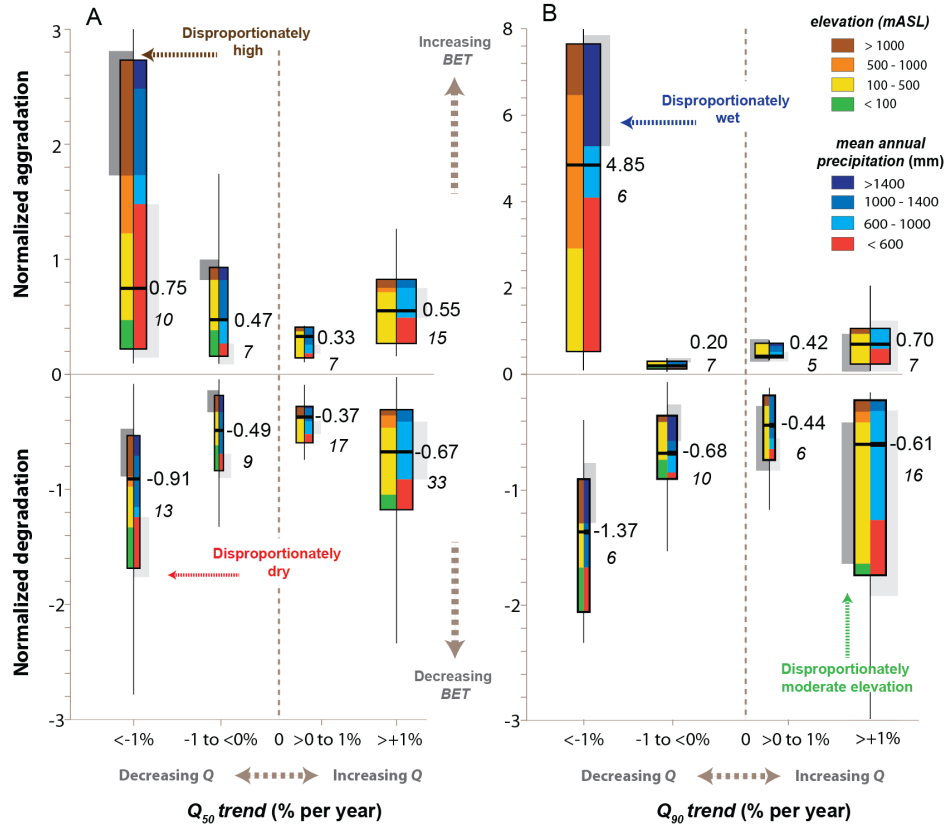 A
B
3
2
1
0
-1
-2
-3
Normalized aggradation
Normalized degradation
Disproportionately
high
Increasing
BET
0.75
10
0.47
7
0.33
7
0.55
15
-0.91
13
-0.49
9
-0.37
17
-0.67
33
Disproportionately
dry
Decreasing
BET
<-1%
-1 to <0%
0
>0 to 1%
>+1%
Decreasing Q
Increasing Q
Q50 trend (% per year)
8
6
4
2
0
-1
-2
-3
Disproportionately
wet
4.85
6
0.20
7
0.42
5
0.70
7
-1.37
6
-0.68
10
-0.44
6
-0.61
16
Disproportionately
moderate elevation
<-1%
-1 to <0%
0
>0 to 1%
>+1%
Decreasing Q
Increasing Q
Q90 trend (% per year)
elevation (mASL)
> 1000
500 - 1000
100 - 500
< 100
mean annual
precipitation (mm)
>1400
1000 - 1400
600 - 1000
< 600